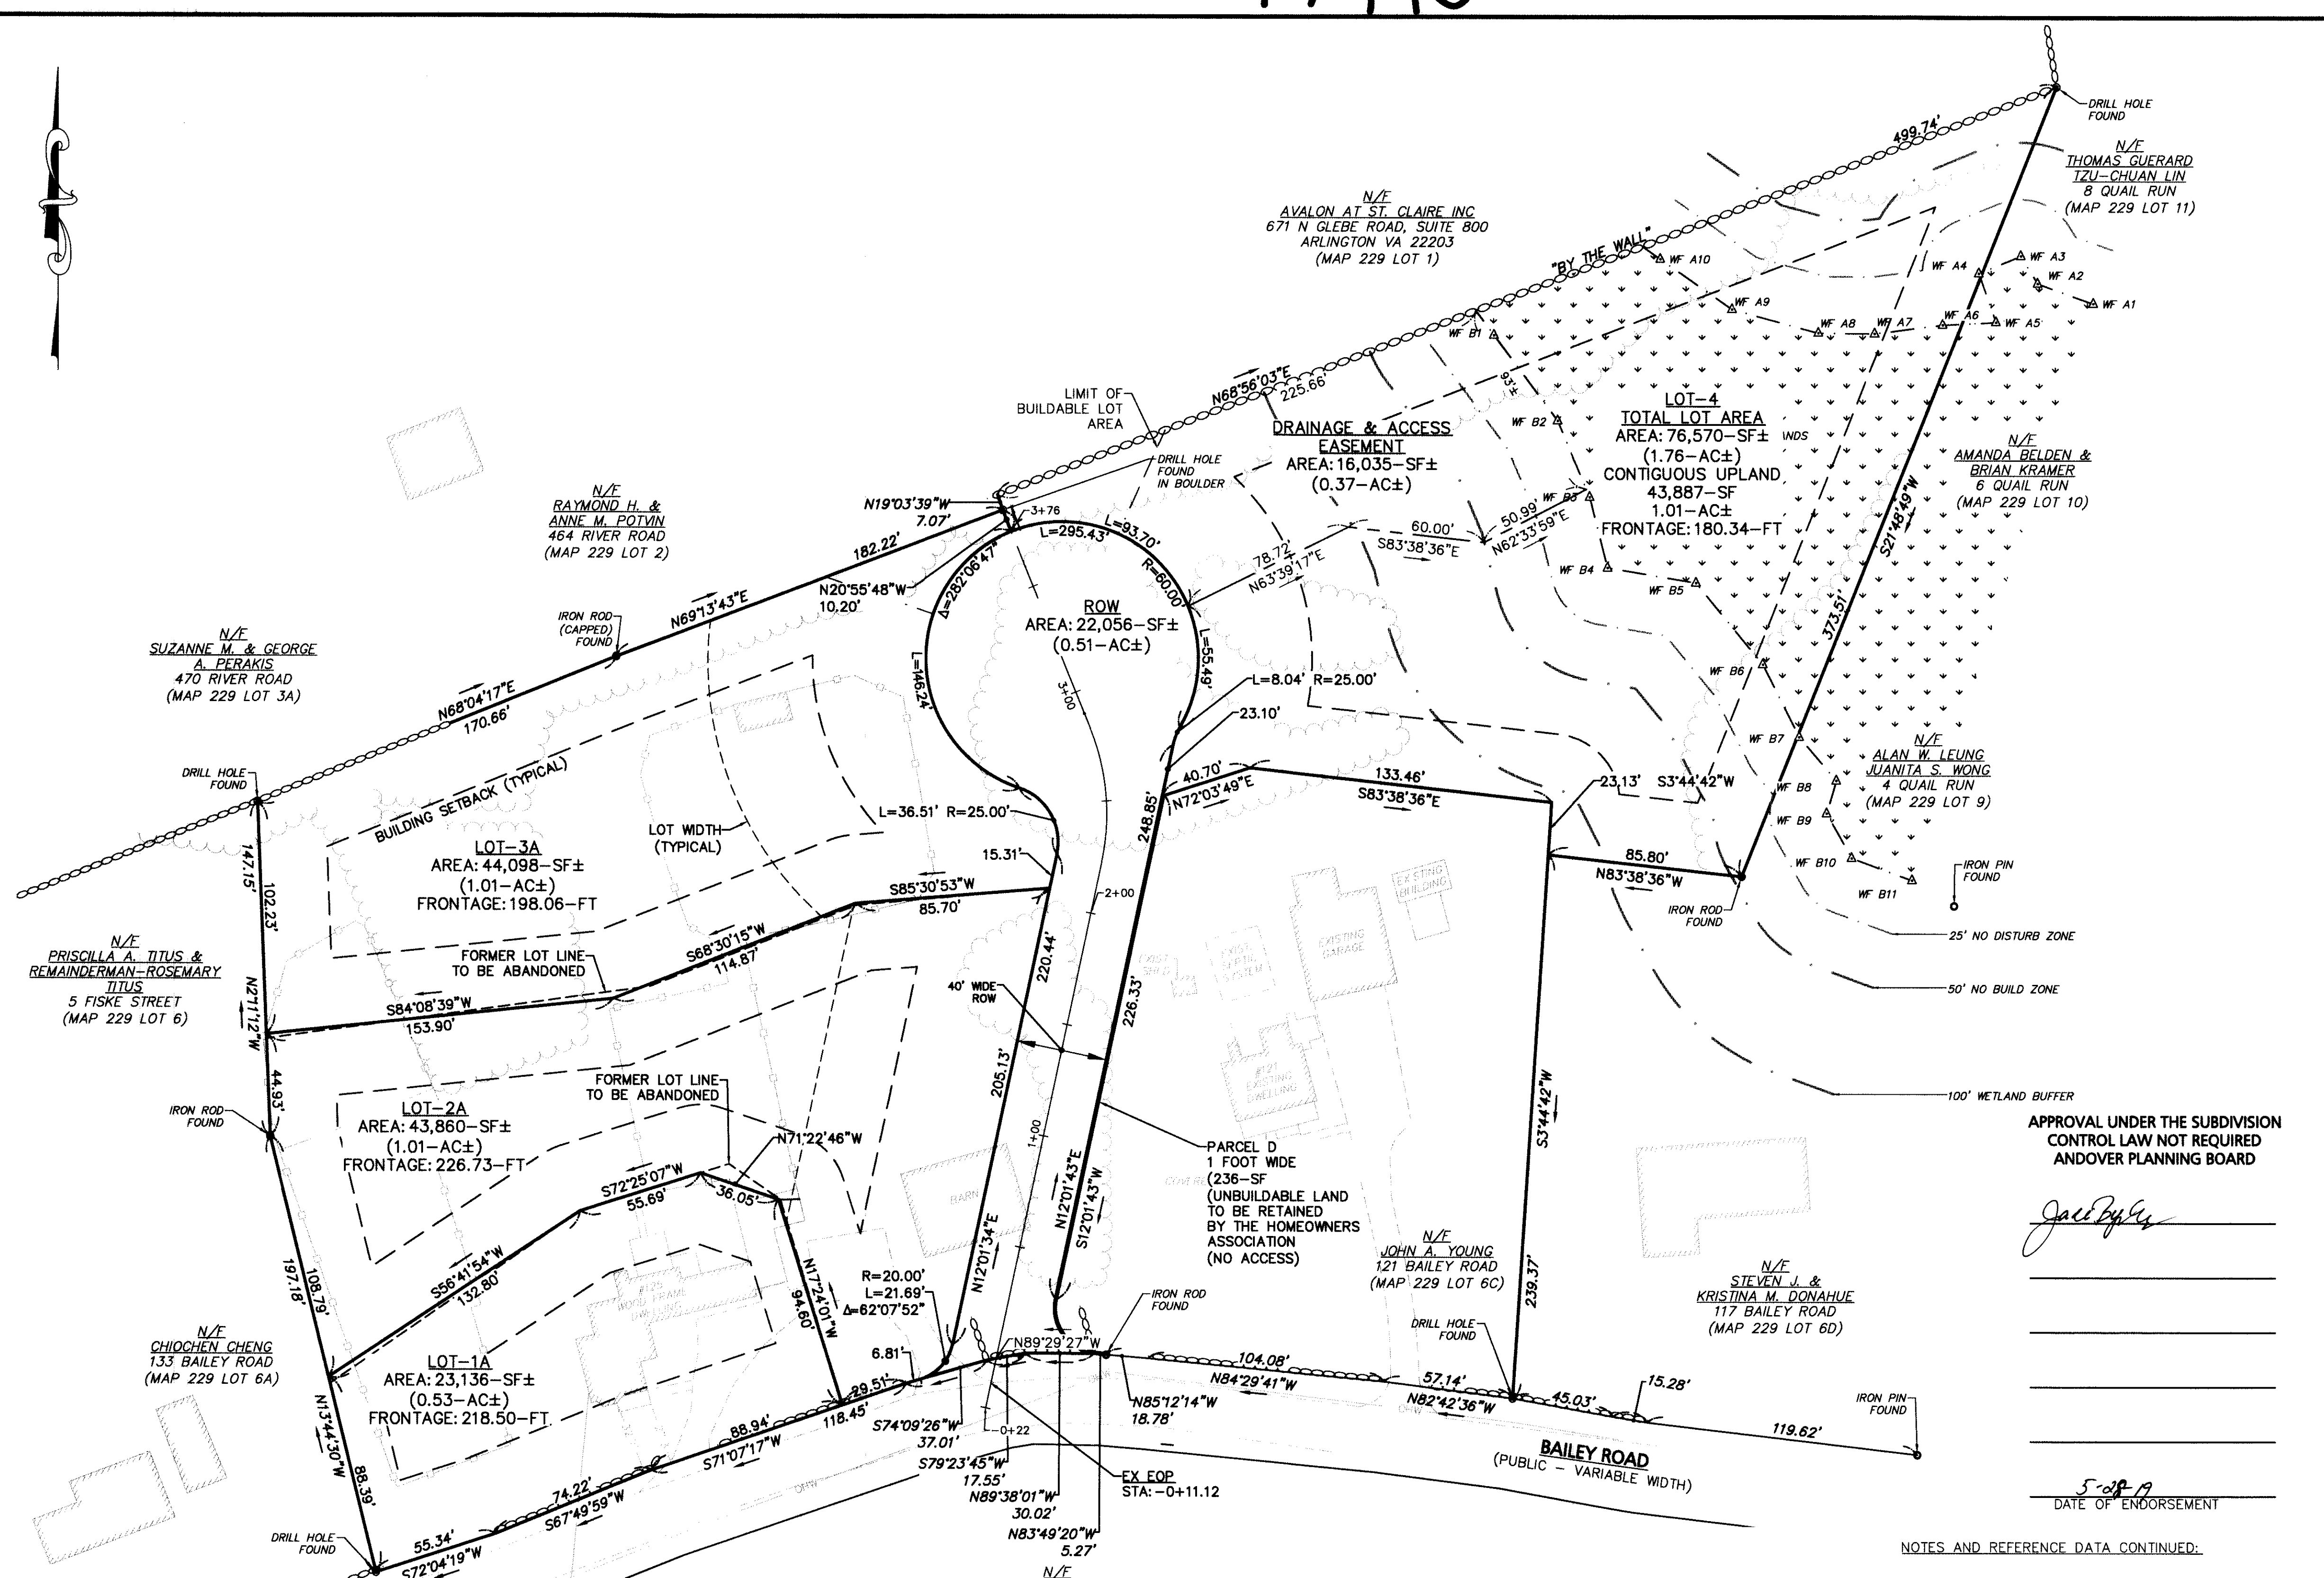 DRILL HOLE
FOUND
499.74'
N/F
THOMAS GUERARD
TZU-CHUAN LIN
8 QUAIL RUN
(MAP 229 LOT 11)
N/F
AVALON AT ST. CLAIRE INC
671 N GLEBE ROAD, SUITE 800
ARLINGTON VA 22203
(MAP 229 LOT 1)
"BY THE WALL"
WF A10
WF A9
WF A8
WF A7
WF A6
WF A5
WF A4
WF A3
WF A2
WF A1
WF B1
WF B2
WF B3
WF B4
WF B5
WF B6
WF B7
WF B8
WF B9
WF B10
WF B11
93'±
N68°56'03"E
225.66'
LIMIT OF
BUILDABLE LOT
AREA
DRAINAGE & ACCESS
EASEMENT
AREA: 16,035-SF±
(0.37-AC±)
LOT-4
TOTAL LOT AREA
AREA: 76,570-SF±
(1.76-AC±)
CONTIGUOUS UPLAND
43,887-SF
1.01-AC±
FRONTAGE: 180.34-FT
NDS
N/F
AMANDA BELDEN &
BRIAN KRAMER
6 QUAIL RUN
(MAP 229 LOT 10)
S21°48'49"W
373.51'
DRILL HOLE
FOUND
IN BOULDER
N19°03'39"W
7.07'
3+76
L=295.43'
L=93.70'
R=60.00'
Δ=282°06'47"
L=146.24'
L=55.49'
N/F
RAYMOND H. &
ANNE M. POTVIN
464 RIVER ROAD
(MAP 229 LOT 2)
182.22'
N69°13'43"E
N20°55'48"W
10.20'
IRON ROD
(CAPPED)
FOUND
ROW
AREA: 22,056-SF±
(0.51-AC±)
78.72'
N63°39'17"E
60.00'
S83°38'36"E
50.99'
N62°33'59"E
N/F
SUZANNE M. & GEORGE
A. PERAKIS
470 RIVER ROAD
(MAP 229 LOT 3A)
N68°04'17"E
170.66'
3+00
L=8.04' R=25.00'
23.10'
DRILL HOLE
FOUND
BUILDING SETBACK (TYPICAL)
LOT WIDTH
(TYPICAL)
L=36.51' R=25.00'
15.31'
248.85'
40.70'
N72°03'49"E
133.46'
S83°38'36"E
23.13'
S3°44'42"W
85.80'
N83°38'36"W
IRON ROD
FOUND
N/F
ALAN W. LEUNG
JUANITA S. WONG
4 QUAIL RUN
(MAP 229 LOT 9)
IRON PIN
FOUND
LOT-3A
AREA: 44,098-SF±
(1.01-AC±)
FRONTAGE: 198.06-FT
147.15'
102.23'
N2°11'12"W
44.93'
S85°30'53"W
85.70'
S68°30'15"W
114.87'
FORMER LOT LINE
TO BE ABANDONED
S84°08'39"W
153.90'
2+00
EXISTING
BUILDING
EXISTING
GARAGE
EXIST.
SEPTIC
SYSTEM
#121
EXISTING
DWELLING
25' NO DISTURB ZONE
50' NO BUILD ZONE
100' WETLAND BUFFER
N/F
PRISCILLA A. TITUS &
REMAINDERMAN-ROSEMARY
TITUS
5 FISKE STREET
(MAP 229 LOT 6)
220.44'
40' WIDE
ROW
226.33'
205.13'
FORMER LOT LINE
TO BE ABANDONED
IRON ROD
FOUND
LOT-2A
AREA: 43,860-SF±
(1.01-AC±)
FRONTAGE: 226.73-FT
N71°22'46"W
36.05'
S72°25'07"W
55.69'
1+00
BARN
N12°01'34"E
N12°01'43"E
S12°01'43"W
PARCEL D
1 FOOT WIDE
(236-SF
(UNBUILDABLE LAND
TO BE RETAINED
BY THE HOMEOWNERS
ASSOCIATION
(NO ACCESS)
S3°44'42"W
239.37'
APPROVAL UNDER THE SUBDIVISION
CONTROL LAW NOT REQUIRED
ANDOVER PLANNING BOARD
S56°41'54"W
132.80'
N17°24'01"W
94.60'
108.79'
197.18'
N13°44'30"W
88.39'
#125
WOOD FRAME
DWELLING
R=20.00'
L=21.69'
Δ=62°07'52"
N/F
JOHN A. YOUNG
121 BAILEY ROAD
(MAP 229 LOT 6C)
N/F
STEVEN J. &
KRISTINA M. DONAHUE
117 BAILEY ROAD
(MAP 229 LOT 6D)
IRON ROD
FOUND
DRILL HOLE
FOUND
N/F
CHIOCHEN CHENG
133 BAILEY ROAD
(MAP 229 LOT 6A)
LOT-1A
AREA: 23,136-SF±
(0.53-AC±)
FRONTAGE: 218.50-FT
6.81'
29.51'
118.45'
N89°29'27"W
104.08'
N84°29'41"W
57.14'
N82°42'36"W
45.03'
15.28'
119.62'
IRON PIN
FOUND
N85°12'14"W
18.78'
88.94'
S71°07'17"W
S74°09'26"W
37.01'
-0+22
S79°23'45"W
17.55'
N89°38'01"W
30.02'
N83°49'20"W
5.27'
EX EOP
STA: -0+11.12
BAILEY ROAD
(PUBLIC - VARIABLE WIDTH)
OHW
74.22'
S67°49'59"W
DRILL HOLE
FOUND
55.34'
S72°04'19"W
N/F
5-28-19
DATE OF ENDORSEMENT
NOTES AND REFERENCE DATA CONTINUED: